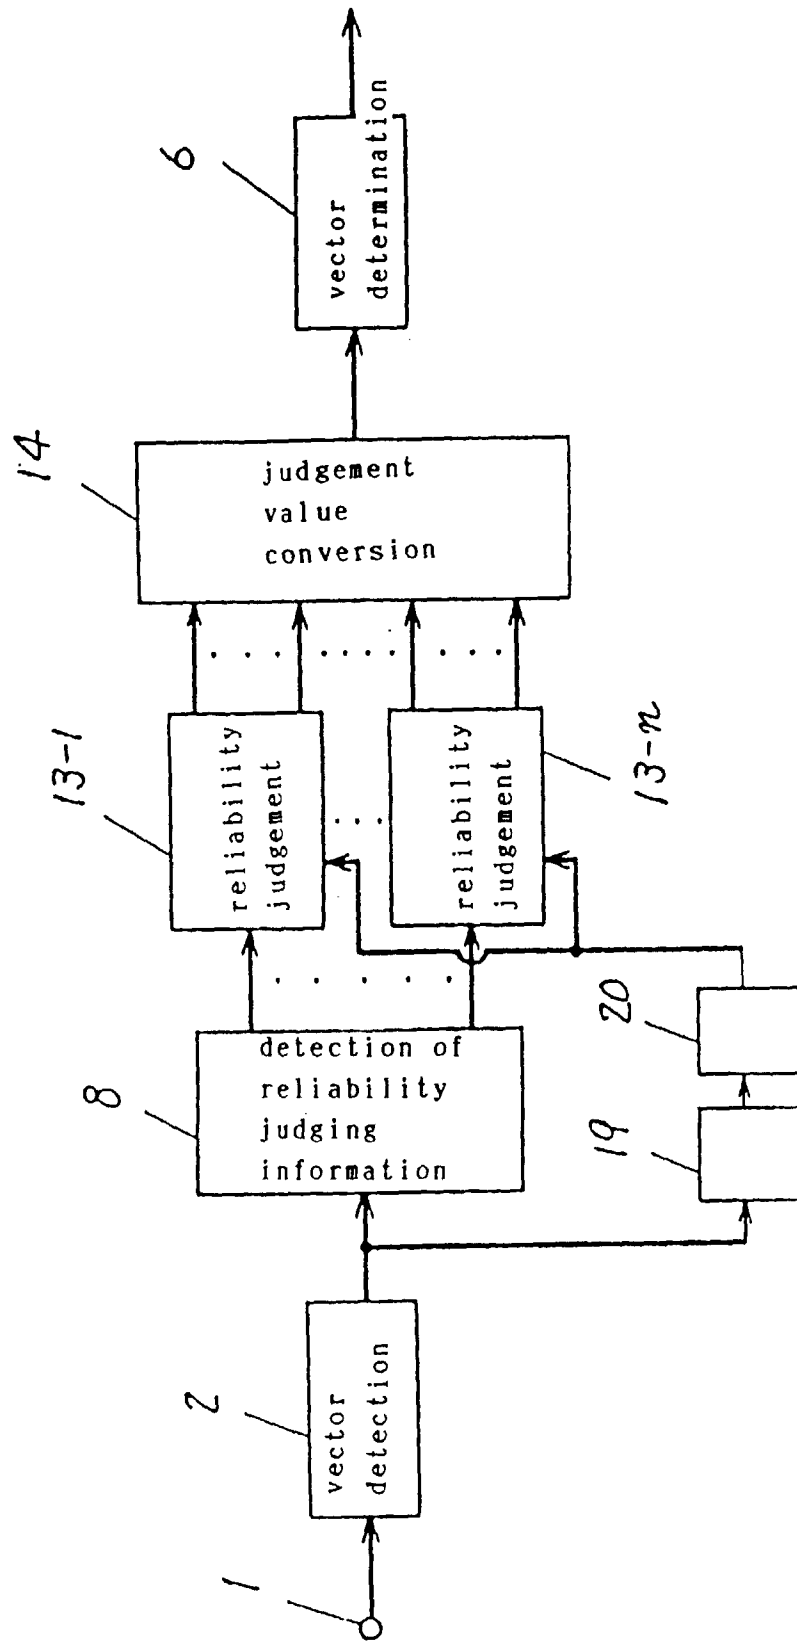 1
2
vector
detection
8
detection of
reliability
judging
information
19
20
13-1
reliability
judgement
13-n
reliability
judgement
14
judgement
value
conversion
6
vector
determination